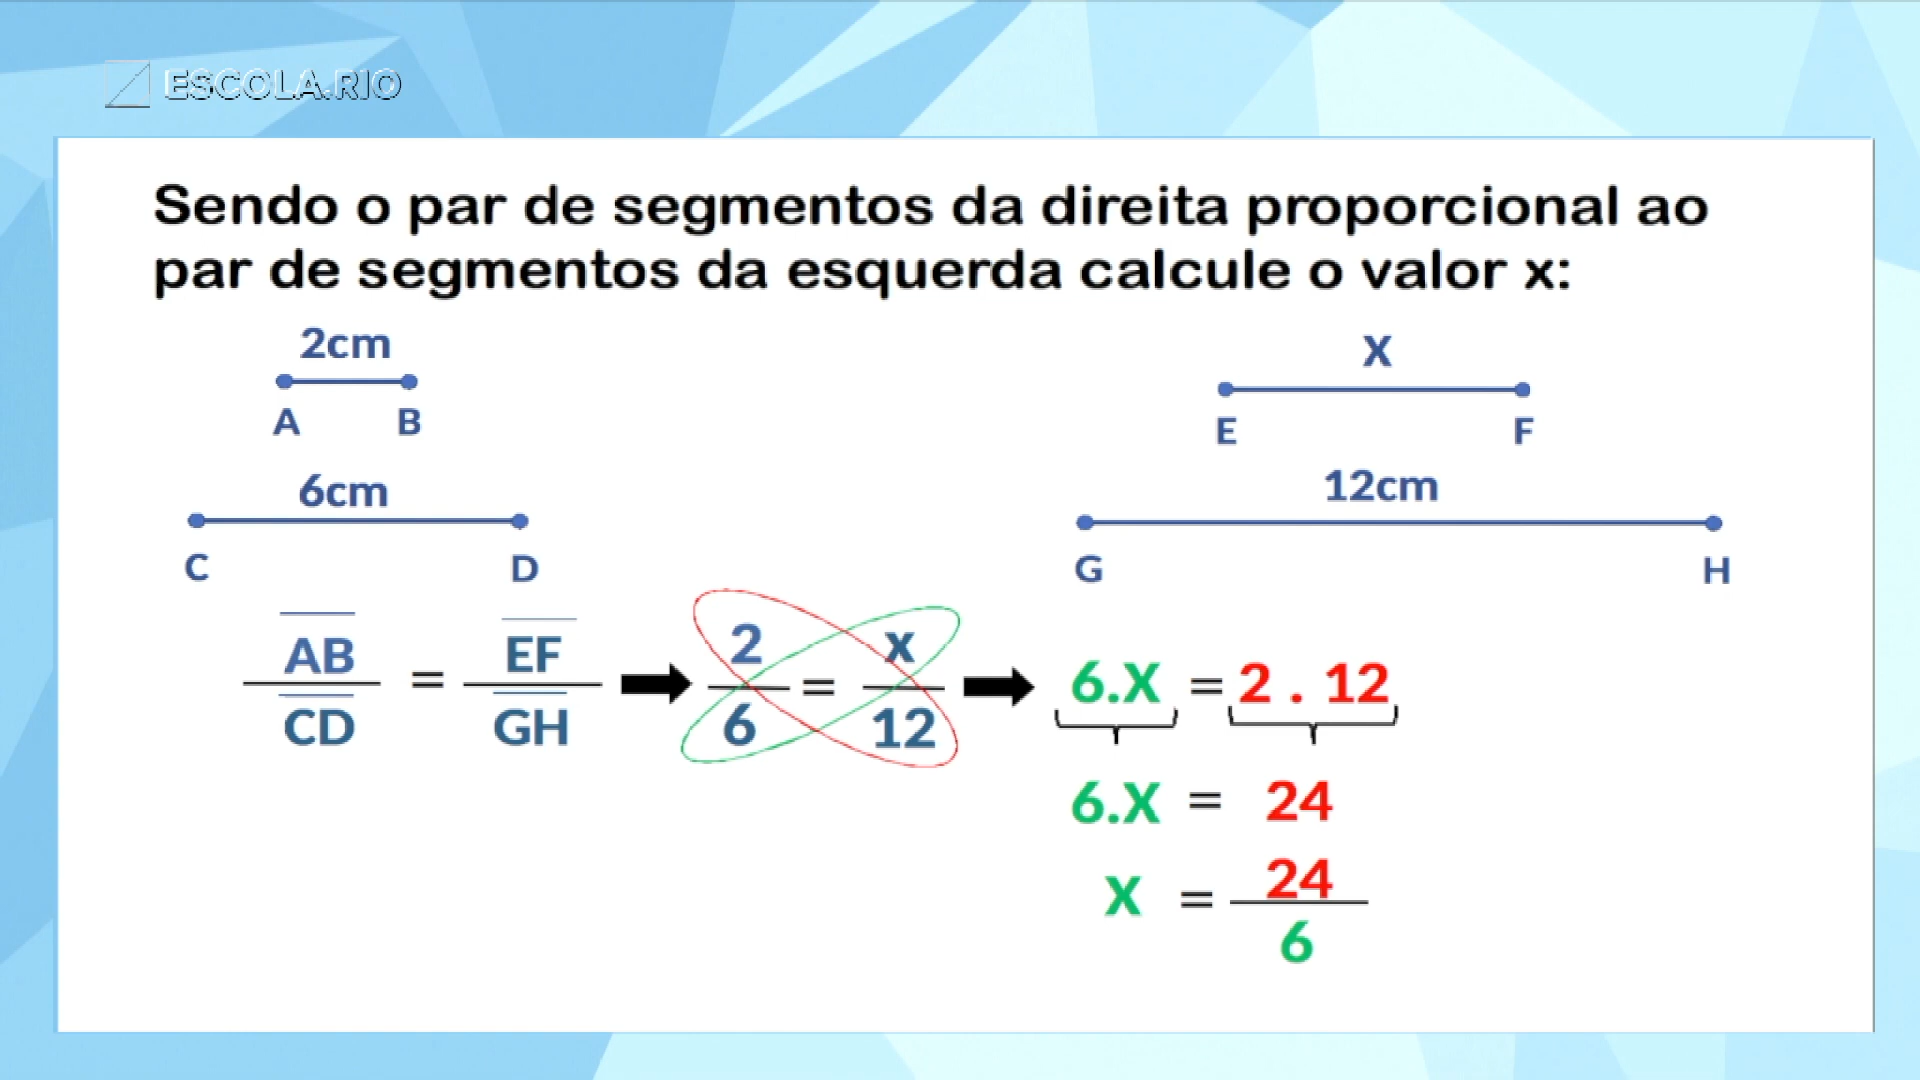 ESCOLA.RIO
Sendo o par de segmentos da direita proporcional ao
par de segmentos da esquerda calcule o valor x:
2cm
A B
6cm
C D
X
E F
12cm
G H
AB/CD = EF/GH
2/6 = x/12
6.X = 2 . 12
6.X = 24
X = 24/6